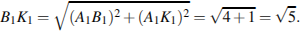 B₁K₁ = √((A₁B₁)² + (A₁K₁)²) = √(4+1) = √5.